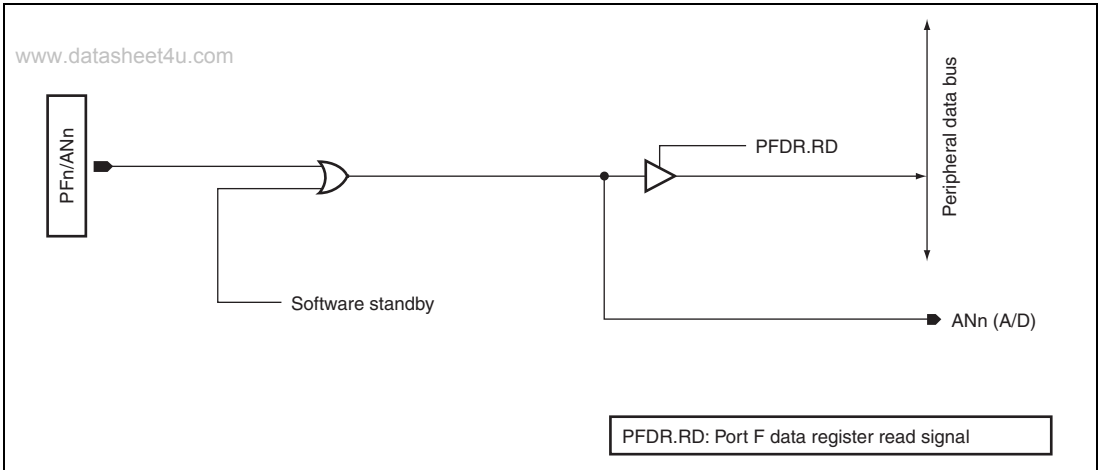 www.datasheet4u.com
PFn/ANn
PFDR.RD
Peripheral data bus
Software standby
ANn (A/D)
PFDR.RD: Port F data register read signal